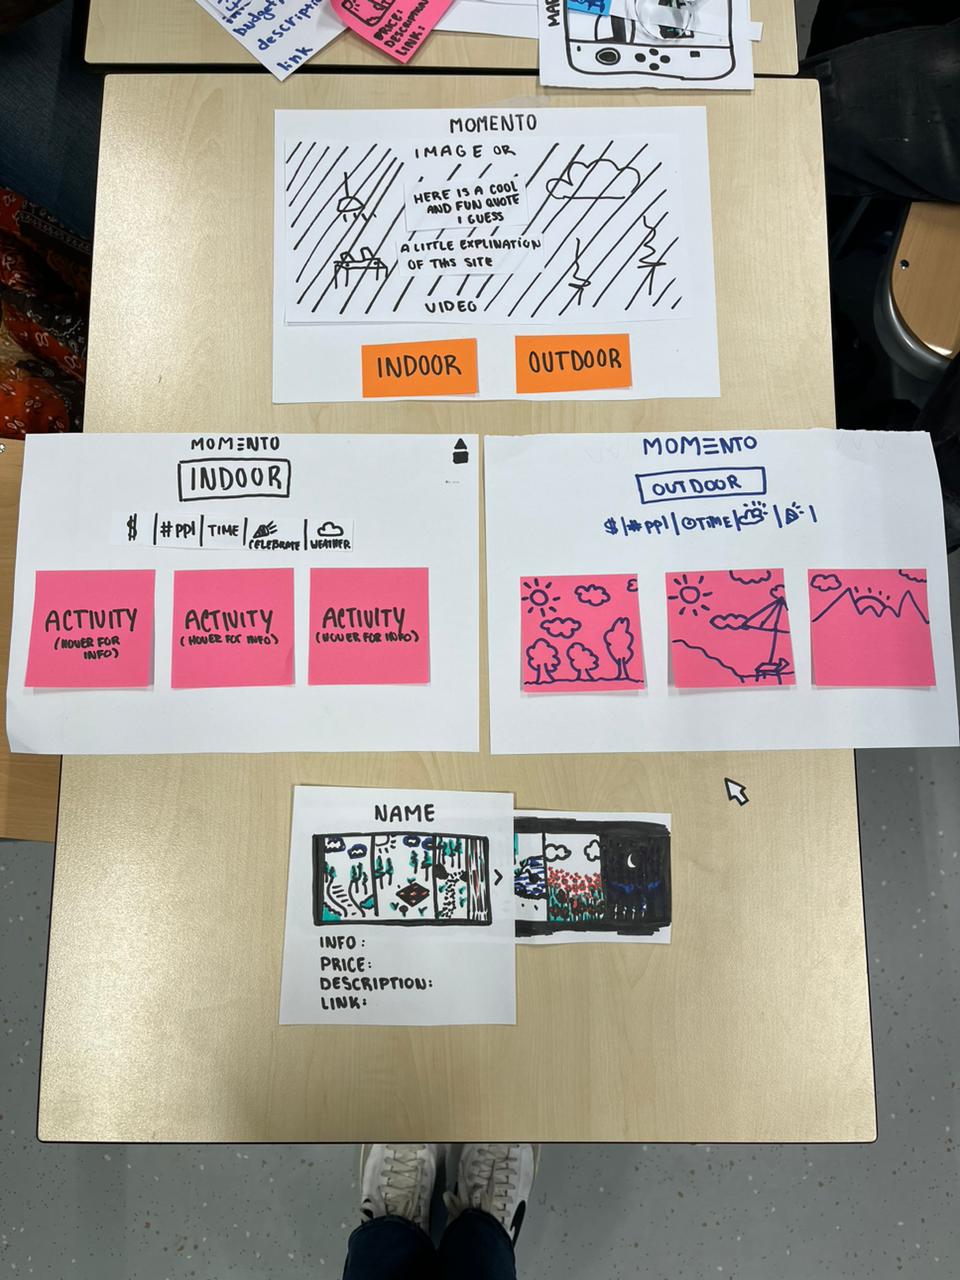 budget
description
link
PRICE:
DESCRIPTION
LINK:
MOMENTO
IMAGE OR
HERE IS A COOL
AND FUN QUOTE
I GUESS
A LITTLE EXPLINATION
OF THIS SITE
VIDEO
INDOOR
OUTDOOR
MOMENTO
INDOOR
$ | #PPL | TIME | CELEBRATE | WEATHER
ACTIVITY
(HOVER FOR
INFO)
ACTIVITY
(HOVER FOR INFO)
ACTIVITY
(HOVER FOR INFO)
MOMENTO
OUTDOOR
$ | #PPL | TIME | |
NAME
>
INFO:
PRICE:
DESCRIPTION:
LINK: